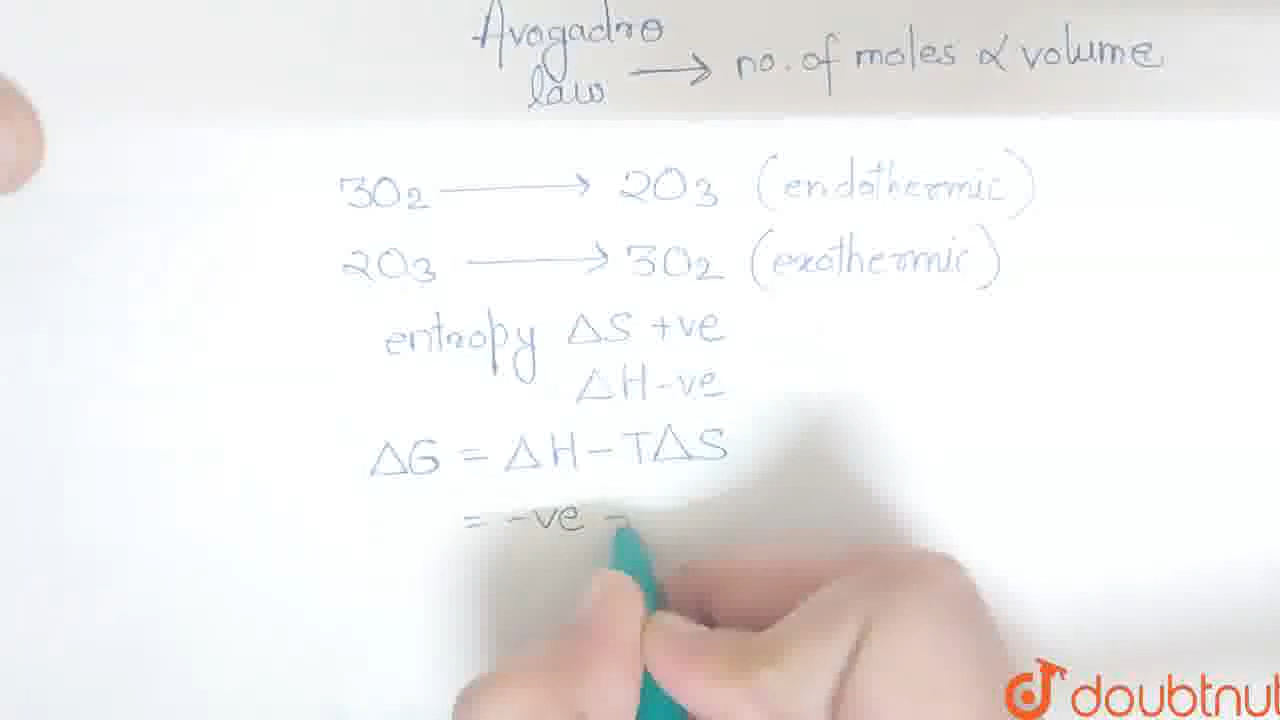 Avogadro
law → no. of moles ∝ volume
3O2 → 2O3 (endothermic)
2O3 → 3O2 (exothermic)
entropy ΔS +ve
ΔH -ve
ΔG = ΔH - TΔS
= -ve -
doubtnut